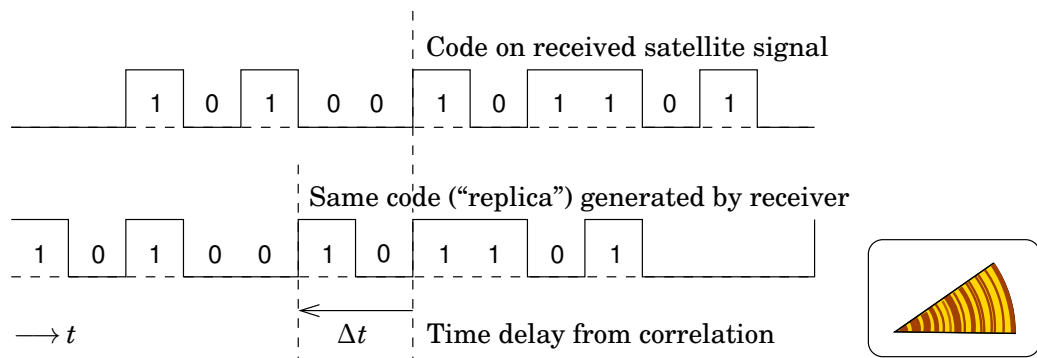 Code on received satellite signal
1 0 1 0 0 1 0 1 1 0 1
Same code (“replica”) generated by receiver
1 0 1 0 0 1 0 1 1 0 1
⟶ t Δt Time delay from correlation